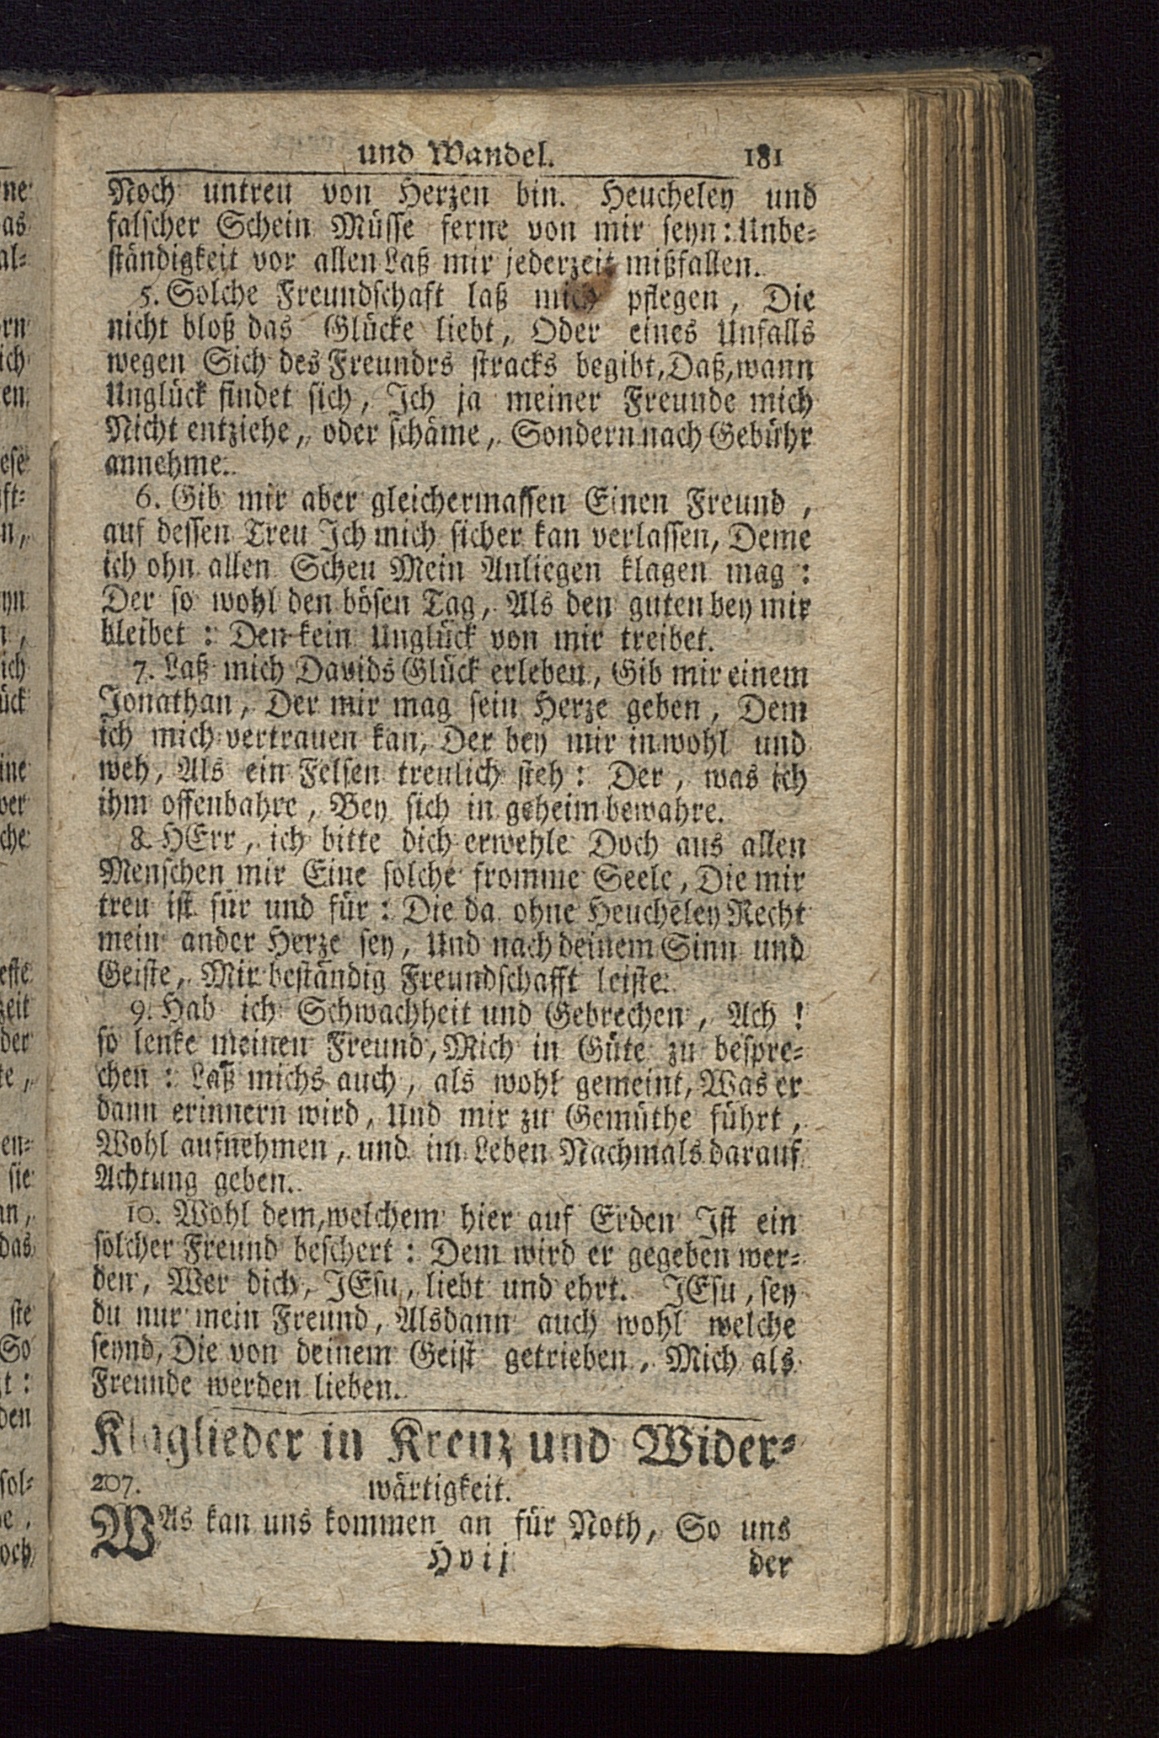 und Wandel. 181
Noch untreu von Herzen bin. Heucheley und
falscher Schein Müsse ferne von mir seyn: Unbe-
ständigkeit vor allen Laß mir jederzeit mißfallen.
5. Solche Freundschaft laß mich pflegen, Die
nicht bloß das Glücke liebt, Oder eines Unfalls
wegen Sich des Freundrs stracks begibt, Daß, wann
Unglück findet sich, Ich ja meiner Freunde mich
Nicht entziehe, oder schäme, Sondern nach Gebühr
annehme.
6. Gib mir aber gleichermassen Einen Freund,
auf dessen Treu Ich mich sicher kan verlassen, Deme
ich ohn allen Scheu Mein Anliegen klagen mag:
Der so wohl den bösen Tag, Als den guten bey mir
bleibet: Den kein Unglück von mir treibet.
7. Laß mich Davids Glück erleben, Gib mir einem
Jonathan, Der mir mag sein Herze geben, Dem
ich mich vertrauen kan, Der bey mir in wohl und
weh, Als ein Felsen treulich steh: Der, was ich
ihm offenbahre, Bey sich in geheim bewahre.
8. HErr, ich bitte dich erwehle Doch aus allen
Menschen mir Eine solche fromme Seele, Die mir
treu ist für und für: Die da ohne Heucheley Recht
mein ander Herze sey, Und nach deinem Sinn und
Geiste, Mir beständig Freundschafft leiste.
9. Hab ich Schwachheit und Gebrechen, Ach!
so lenke meinen Freund, Mich in Güte zu bespre-
chen: Laß michs auch, als wohl gemeint, Was er
dann erinnern wird, Und mir zu Gemüthe führt,
Wohl aufnehmen, und im Leben Nachmals darauf
Achtung geben.
10. Wohl dem, welchem hier auf Erden Ist ein
solcher Freund beschert: Dem wird er gegeben wer-
den, Wer dich, JEsu, liebt und ehrt. JEsu, sey
du nur mein Freund, Alsdann auch wohl welche
seynd, Die von deinem Geist getrieben, Mich als
Freunde werden lieben.
Klaglieder in Kreuz und Wider-
207. wärtigkeit.
WAs kan uns kommen an für Noth, So uns
H vij der